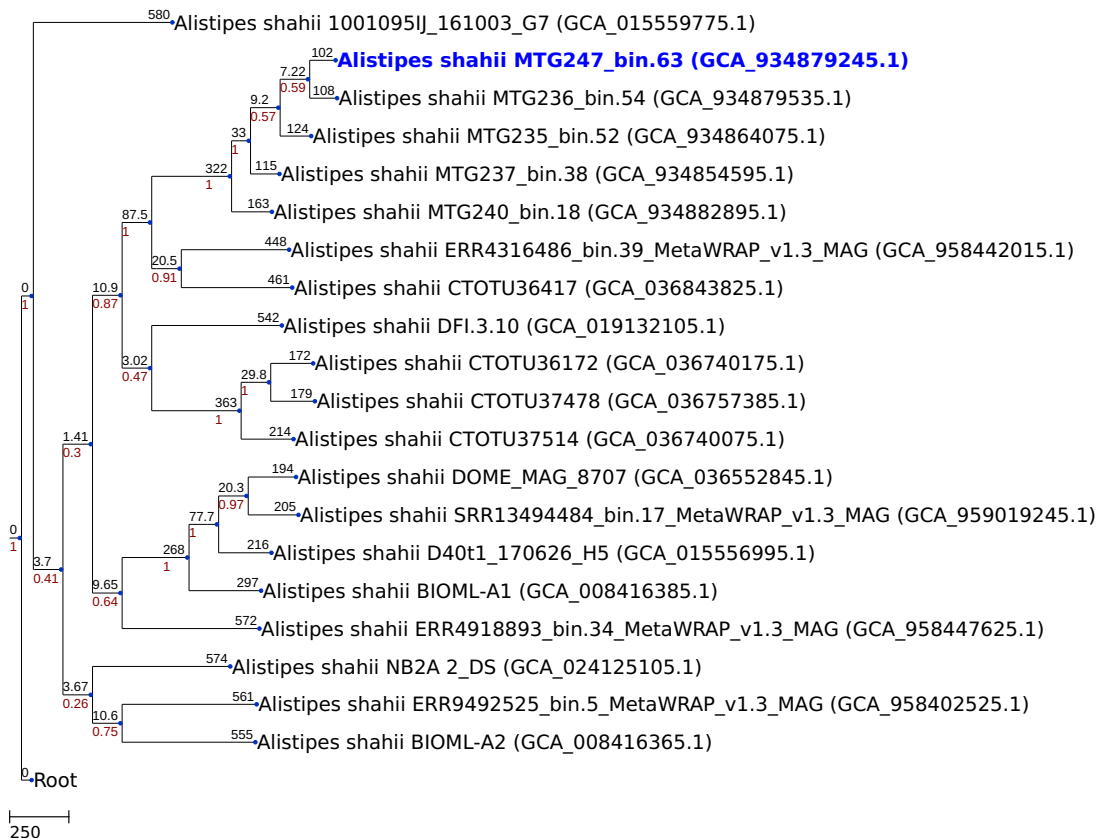 580 Alistipes shahii 1001095IJ_161003_G7 (GCA_015559775.1)
102 Alistipes shahii MTG247_bin.63 (GCA_934879245.1)
7.22
0.59
108 Alistipes shahii MTG236_bin.54 (GCA_934879535.1)
9.2
0.57
124 Alistipes shahii MTG235_bin.52 (GCA_934864075.1)
33
1
115 Alistipes shahii MTG237_bin.38 (GCA_934854595.1)
322
1
163 Alistipes shahii MTG240_bin.18 (GCA_934882895.1)
87.5
1
448 Alistipes shahii ERR4316486_bin.39_MetaWRAP_v1.3_MAG (GCA_958442015.1)
20.5
0.91
461 Alistipes shahii CTOTU36417 (GCA_036843825.1)
0
1
10.9
0.87
542 Alistipes shahii DFI.3.10 (GCA_019132105.1)
3.02
0.47
172 Alistipes shahii CTOTU36172 (GCA_036740175.1)
29.8
1
179 Alistipes shahii CTOTU37478 (GCA_036757385.1)
363
1
214 Alistipes shahii CTOTU37514 (GCA_036740075.1)
1.41
0.3
194 Alistipes shahii DOME_MAG_8707 (GCA_036552845.1)
20.3
0.97
205 Alistipes shahii SRR13494484_bin.17_MetaWRAP_v1.3_MAG (GCA_959019245.1)
77.7
1
216 Alistipes shahii D40t1_170626_H5 (GCA_015556995.1)
0
1
268
1
3.7
0.41
297 Alistipes shahii BIOML-A1 (GCA_008416385.1)
9.65
0.64
572 Alistipes shahii ERR4918893_bin.34_MetaWRAP_v1.3_MAG (GCA_958447625.1)
574 Alistipes shahii NB2A 2_DS (GCA_024125105.1)
3.67
0.26
561 Alistipes shahii ERR9492525_bin.5_MetaWRAP_v1.3_MAG (GCA_958402525.1)
10.6
0.75
555 Alistipes shahii BIOML-A2 (GCA_008416365.1)
0 Root
250